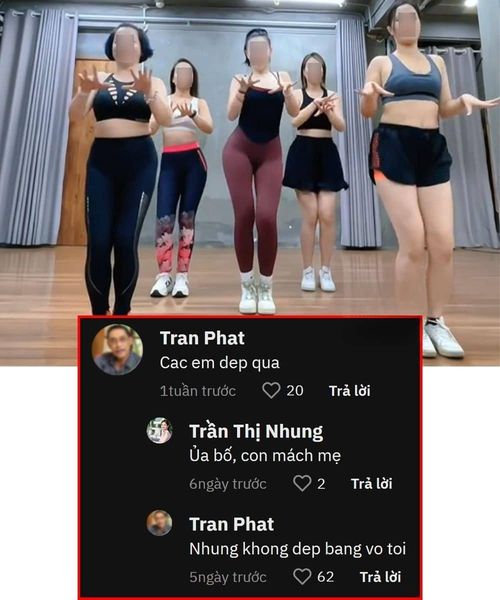 Tran Phat
Cac em dep qua
1tuần trước 20 Trả lời
Trần Thị Nhung
Ủa bố, con mách mẹ
6ngày trước 2 Trả lời
Tran Phat
Nhung khong dep bang vo toi
5ngày trước 62 Trả lời